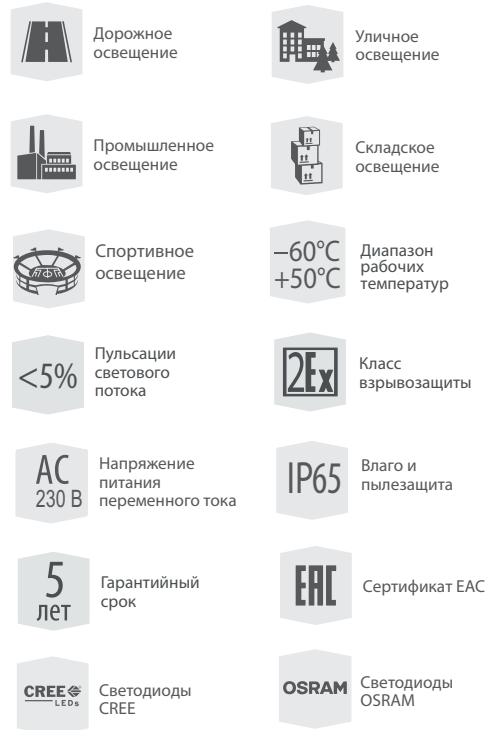 Дорожное
освещение
Уличное
освещение
Промышленное
освещение
Складское
освещение
Спортивное
освещение
–60°C
+50°C
Диапазон
рабочих
температур
<5%
Пульсации
светового
потока
2Ex
Класс
взрывозащиты
AC
230 В
Напряжение
питания
переменного тока
IP65
Влаго и
пылезащита
5
лет
Гарантийный
срок
EAC
Сертификат ЕАС
CREE
LEDs
Светодиоды
CREE
OSRAM
Светодиоды
OSRAM